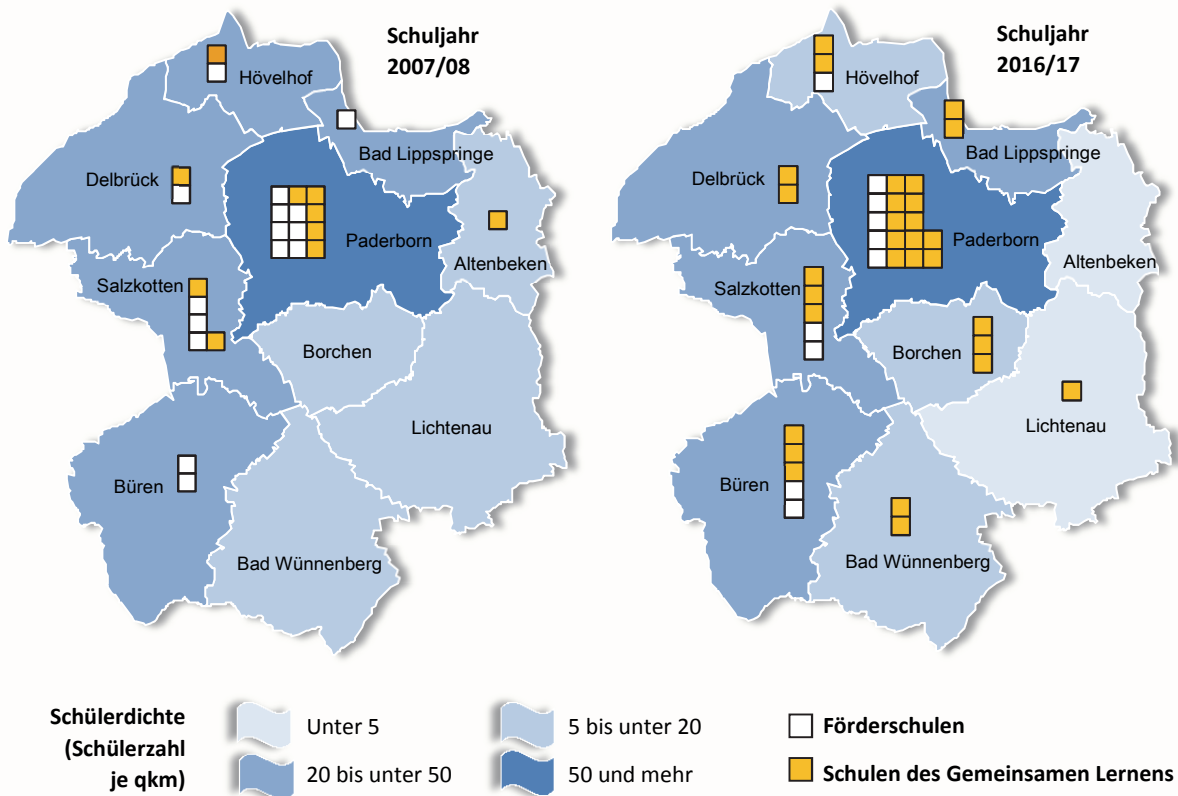 Schuljahr
2007/08
Hövelhof
Bad Lippspringe
Delbrück
Paderborn
Altenbeken
Salzkotten
Borchen
Lichtenau
Büren
Bad Wünnenberg
Schuljahr
2016/17
Hövelhof
Bad Lippspringe
Delbrück
Paderborn
Altenbeken
Salzkotten
Borchen
Lichtenau
Büren
Bad Wünnenberg
Schülerdichte
(Schülerzahl
je qkm)
Unter 5
20 bis unter 50
5 bis unter 20
50 und mehr
Förderschulen
Schulen des Gemeinsamen Lernens